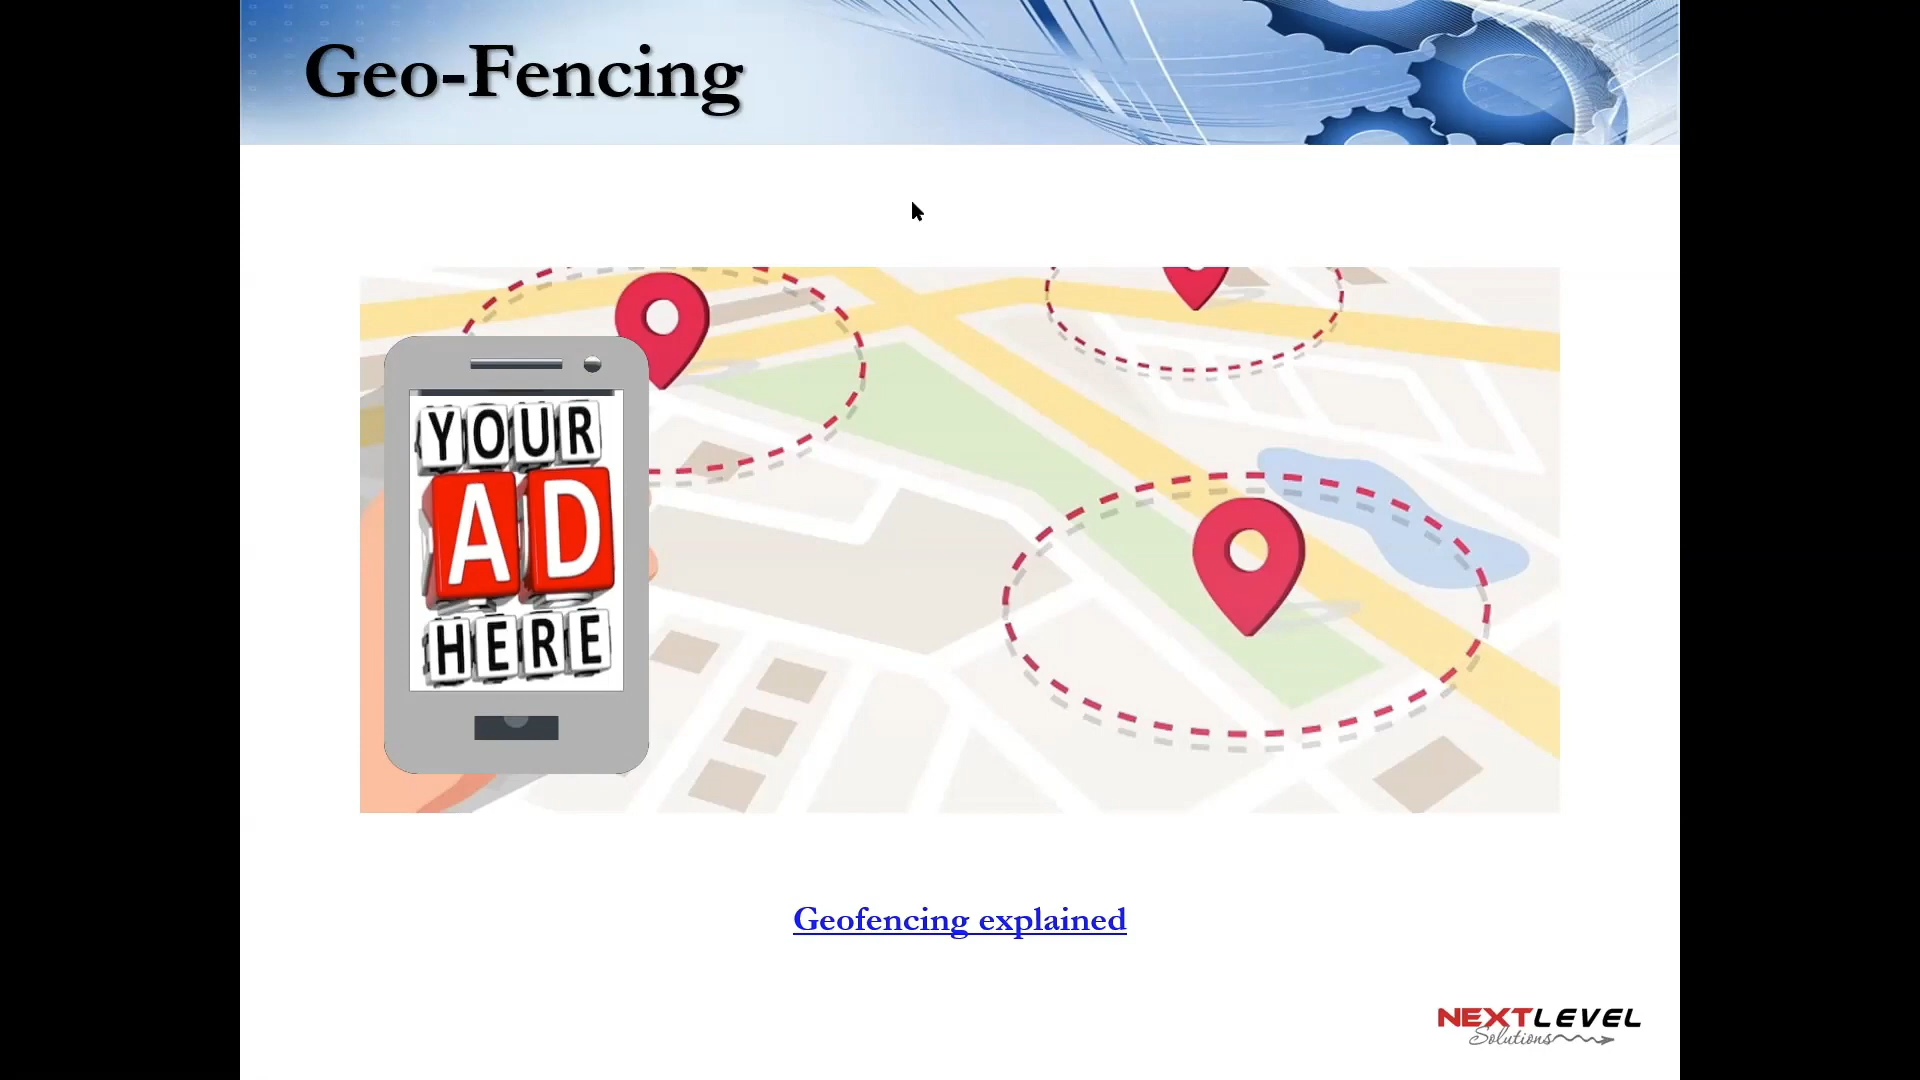 Geo-Fencing
YOUR
AD
HERE
Geofencing explained
NEXTLEVEL
Solutions